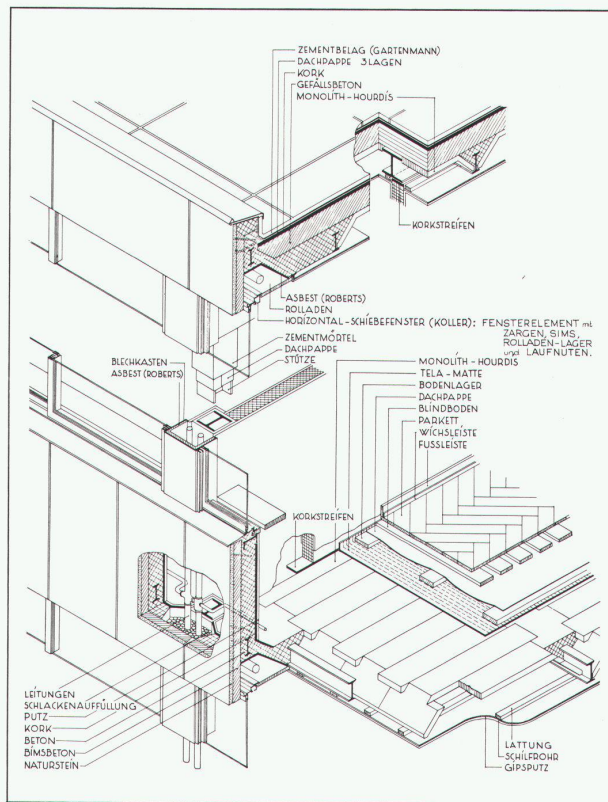 ZEMENTBELAG (GARTENMANN)
DACHPAPPE 3 LAGEN
KORK
GEFÄLLSBETON
MONOLITH-HOURDIS
KORKSTREIFEN
ASBEST (ROBERTS)
ROLLADEN
HORIZONTAL-SCHIEBEFENSTER (KOLLER): FENSTERELEMENT mit
ZARGEN, SIMS,
ROLLADEN-LAGER
und LAUFNUTEN.
ZEMENTMÖRTEL
DACHPAPPE
STÜTZE
BLECHKASTEN
ASBEST (ROBERTS)
MONOLITH-HOURDIS
TELA-MATTE
BODENLAGER
DACHPAPPE
BLINDBODEN
PARKETT
WICHSLEISTE
FUSSLEISTE
KORKSTREIFEN
LEITUNGEN
SCHLACKENAUFFÜLLUNG
PUTZ
KORK
BETON
BIMSBETON
NATURSTEIN
LATTUNG
SCHILFROHR
GIPSPUTZ